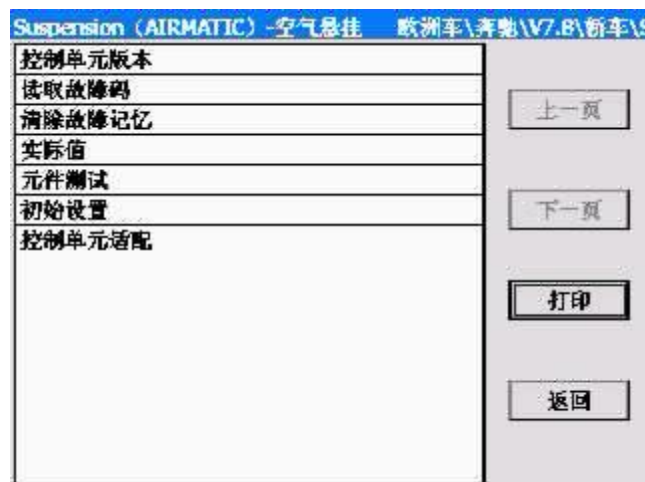 Suspension (AIRMATIC) -空气悬挂 欧洲车\奔驰\V7.8\轿车\S
控制单元版本
读取故障码
清除故障记忆
实际值
元件测试
初始设置
控制单元适配
上一页
下一页
打印
返回